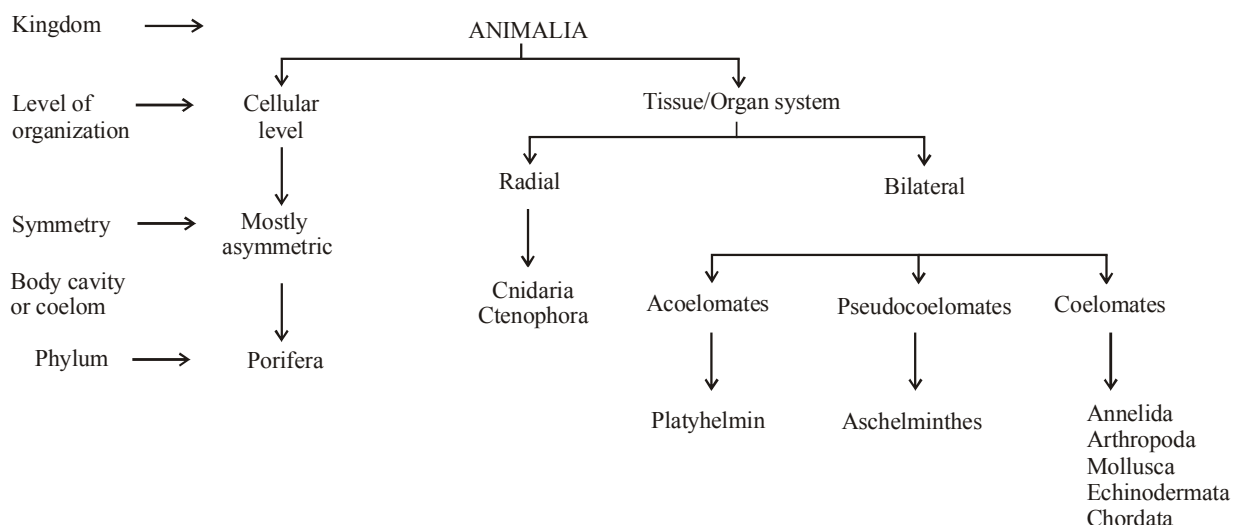 Kingdom
ANIMALIA
Level of
organization
Cellular
level
Tissue/Organ system
Radial
Bilateral
Symmetry
Mostly
asymmetric
Body cavity
or coelom
Cnidaria
Ctenophora
Acoelomates
Pseudocoelomates
Coelomates
Phylum
Porifera
Platyhelmin
Aschelminthes
Annelida
Arthropoda
Mollusca
Echinodermata
Chordata